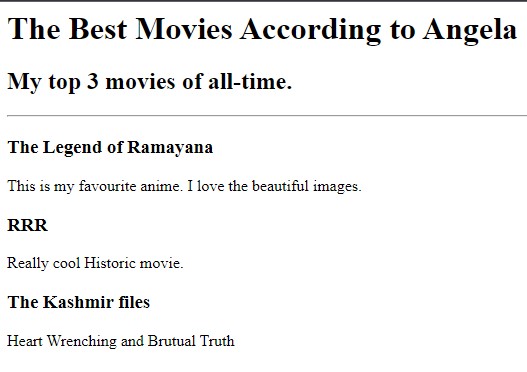 The Best Movies According to Angela
My top 3 movies of all-time.
The Legend of Ramayana
This is my favourite anime. I love the beautiful images.
RRR
Really cool Historic movie.
The Kashmir files
Heart Wrenching and Brutual Truth